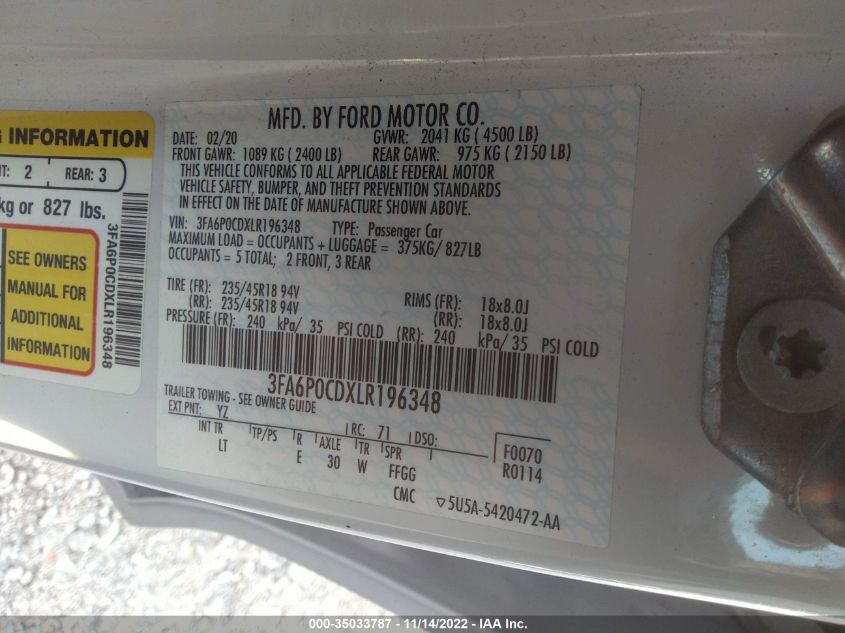 G INFORMATION
NT: 2 REAR: 3
kg or 827 lbs.
SEE OWNERS
MANUAL FOR
ADDITIONAL
INFORMATION
3FA6P0CDXLR196348
MFD. BY FORD MOTOR CO.
DATE: 02/20 GVWR: 2041 KG ( 4500 LB)
FRONT GAWR: 1089 KG ( 2400 LB) REAR GAWR: 975 KG ( 2150 LB)
THIS VEHICLE CONFORMS TO ALL APPLICABLE FEDERAL MOTOR
VEHICLE SAFETY, BUMPER, AND THEFT PREVENTION STANDARDS
IN EFFECT ON THE DATE OF MANUFACTURE SHOWN ABOVE.
VIN: 3FA6P0CDXLR196348 TYPE: Passenger Car
MAXIMUM LOAD = OCCUPANTS + LUGGAGE = 375KG/ 827LB
OCCUPANTS = 5 TOTAL; 2 FRONT, 3 REAR
TIRE (FR): 235/45R18 94V RIMS (FR): 18x8.0J
(RR): 235/45R18 94V (RR): 18x8.0J
PRESSURE (FR): 240 kPa/ 35 PSI COLD (RR): 240 kPa/ 35 PSI COLD
3FA6P0CDXLR196348
TRAILER TOWING - SEE OWNER GUIDE
EXT PNT: YZ RC: 71 DSO:
INT TR TP/PS R AXLE TR SPR
LT E 30 W FFGG
F0070
R0114
CMC ▽5U5A-5420472-AA
000-35033787 - 11/14/2022 - IAA Inc.